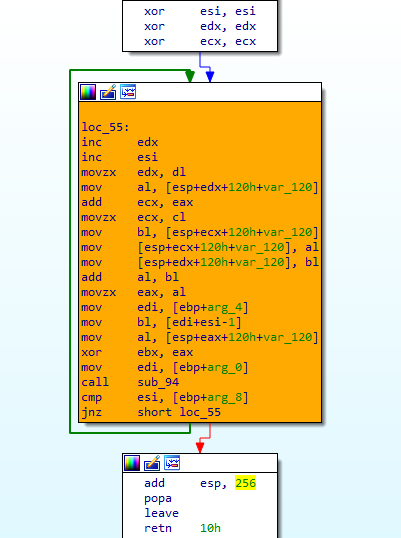 xor esi, esi
xor edx, edx
xor ecx, ecx
loc_55:
inc edx
inc esi
movzx edx, dl
mov al, [esp+edx+120h+var_120]
add ecx, eax
movzx ecx, cl
mov bl, [esp+ecx+120h+var_120]
mov [esp+ecx+120h+var_120], al
mov [esp+edx+120h+var_120], bl
add al, bl
movzx eax, al
mov edi, [ebp+arg_4]
mov bl, [edi+esi-1]
mov al, [esp+eax+120h+var_120]
xor ebx, eax
mov edi, [ebp+arg_0]
call sub_94
cmp esi, [ebp+arg_8]
jnz short loc_55
add esp, 256
popa
leave
retn 10h